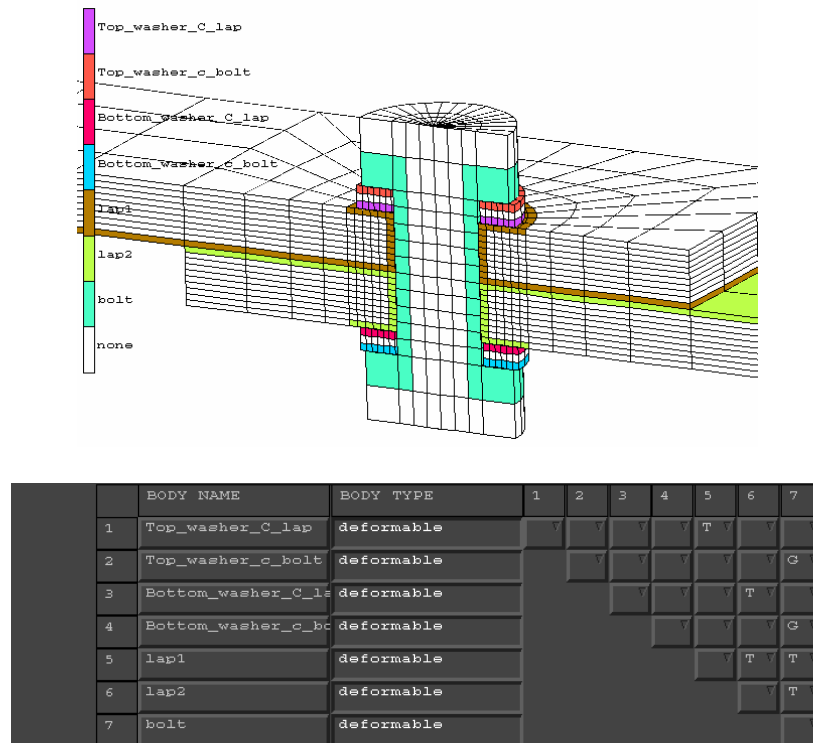 Top_washer_C_lap
Top_washer_c_bolt
Bottom_washer_C_lap
Bottom_washer_c_bolt
lap1
lap2
bolt
none
BODY NAME BODY TYPE 1 2 3 4 5 6 7
1 Top_washer_C_lap deformable T
2 Top_washer_c_bolt deformable G
3 Bottom_washer_C_la deformable T
4 Bottom_washer_c_bo deformable G
5 lap1 deformable T T
6 lap2 deformable T
7 bolt deformable